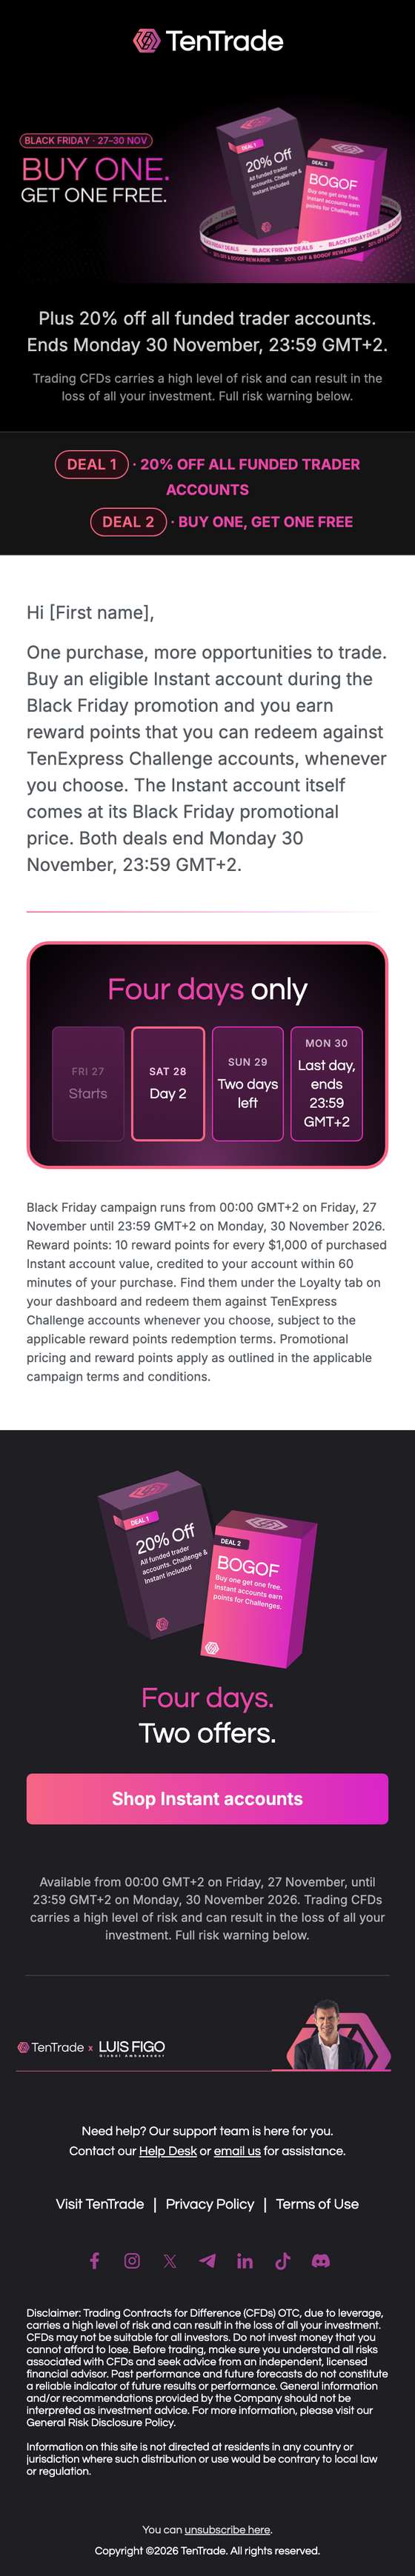 TenTrade
BLACK FRIDAY · 27–30 NOV
BUY ONE.
GET ONE FREE.
DEAL 1
20% Off
All funded trader
accounts. Challenge &
Instant included
DEAL 2
BOGOF
Buy one get one free.
Instant accounts earn
points for Challenges.
BLACK FRIDAY DEALS
20% OFF & BOGOF REWARDS
Plus 20% off all funded trader accounts.
Ends Monday 30 November, 23:59 GMT+2.
Trading CFDs carries a high level of risk and can result in the
loss of all your investment. Full risk warning below.
DEAL 1 · 20% OFF ALL FUNDED TRADER
ACCOUNTS
DEAL 2 · BUY ONE, GET ONE FREE
Hi [First name],
One purchase, more opportunities to trade.
Buy an eligible Instant account during the
Black Friday promotion and you earn
reward points that you can redeem against
TenExpress Challenge accounts, whenever
you choose. The Instant account itself
comes at its Black Friday promotional
price. Both deals end Monday 30
November, 23:59 GMT+2.
Four days only
FRI 27
Starts
SAT 28
Day 2
SUN 29
Two days
left
MON 30
Last day,
ends
23:59
GMT+2
Black Friday campaign runs from 00:00 GMT+2 on Friday, 27
November until 23:59 GMT+2 on Monday, 30 November 2026.
Reward points: 10 reward points for every $1,000 of purchased
Instant account value, credited to your account within 60
minutes of your purchase. Find them under the Loyalty tab on
your dashboard and redeem them against TenExpress
Challenge accounts whenever you choose, subject to the
applicable reward points redemption terms. Promotional
pricing and reward points apply as outlined in the applicable
campaign terms and conditions.
DEAL 1
20% Off
All funded trader
accounts. Challenge &
Instant included
DEAL 2
BOGOF
Buy one get one free.
Instant accounts earn
points for Challenges.
Four days.
Two offers.
Shop Instant accounts
Available from 00:00 GMT+2 on Friday, 27 November, until
23:59 GMT+2 on Monday, 30 November 2026. Trading CFDs
carries a high level of risk and can result in the loss of all your
investment. Full risk warning below.
TenTrade x LUIS FIGO
Global Ambassador
Need help? Our support team is here for you.
Contact our Help Desk or email us for assistance.
Visit TenTrade | Privacy Policy | Terms of Use
Disclaimer: Trading Contracts for Difference (CFDs) OTC, due to leverage,
carries a high level of risk and can result in the loss of all your investment.
CFDs may not be suitable for all investors. Do not invest money that you
cannot afford to lose. Before trading, make sure you understand all risks
associated with CFDs and seek advice from an independent, licensed
financial advisor. Past performance and future forecasts do not constitute
a reliable indicator of future results or performance. General information
and/or recommendations provided by the Company should not be
interpreted as investment advice. For more information, please visit our
General Risk Disclosure Policy.
Information on this site is not directed at residents in any country or
jurisdiction where such distribution or use would be contrary to local law
or regulation.
You can unsubscribe here.
Copyright ©2026 TenTrade. All rights reserved.